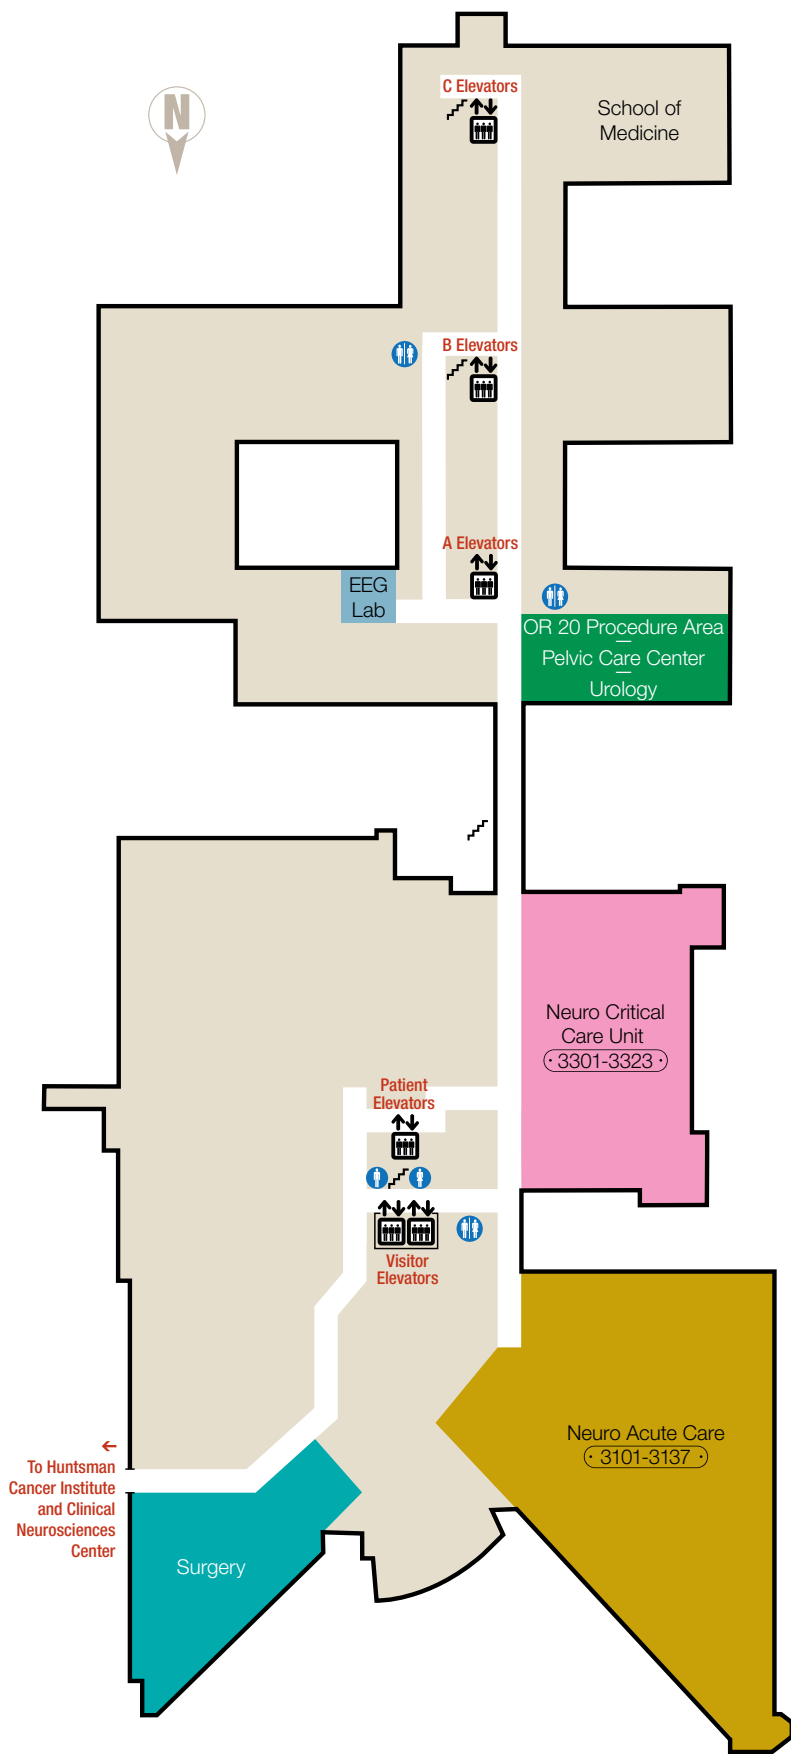 C Elevators
School of
Medicine
N
B Elevators
A Elevators
EEG
Lab
OR 20 Procedure Area
Pelvic Care Center
Urology
Neuro Critical
Care Unit
3301-3323
Patient
Elevators
Visitor
Elevators
Neuro Acute Care
3101-3137
To Huntsman
Cancer Institute
and Clinical
Neurosciences
Center
Surgery